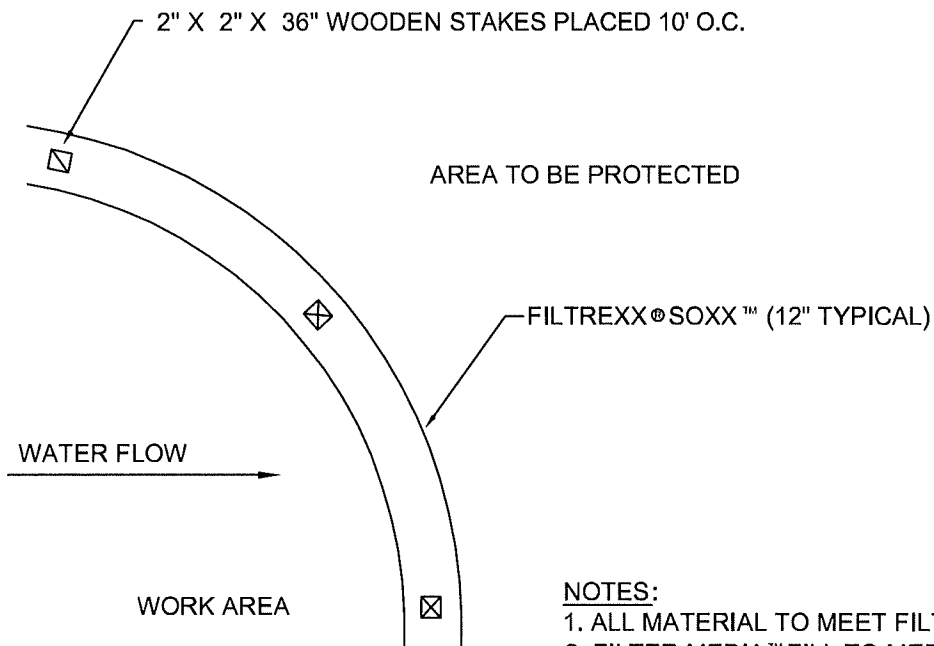 2" X 2" X 36" WOODEN STAKES PLACED 10' O.C.
AREA TO BE PROTECTED
FILTREXX® SOXX™ (12" TYPICAL)
WATER FLOW
WORK AREA
NOTES:
1. ALL MATERIAL TO MEET FILT